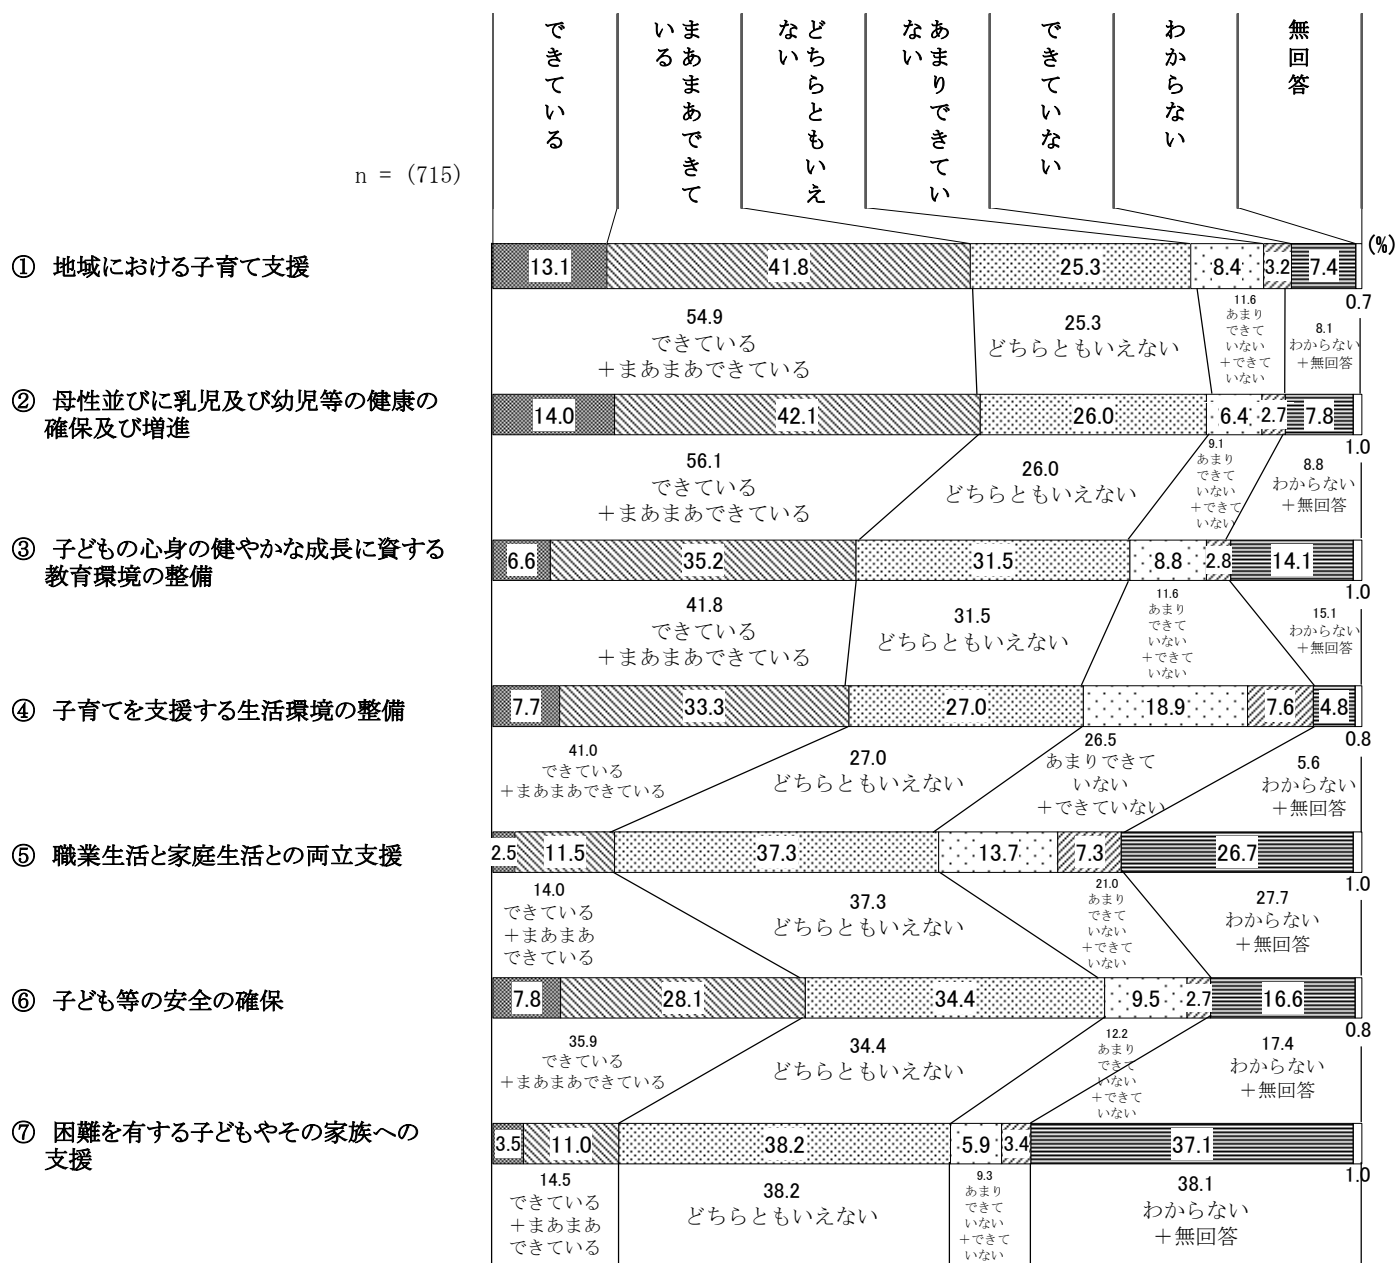 できている
まあまあできて
いる
どちらともいえ
ない
あまりできてい
ない
できていない
わからない
無回答
n = (715)
(%)
① 地域における子育て支援
13.1 41.8 25.3 8.4 3.2 7.4
0.7
54.9
できている
＋まあまあできている
25.3
どちらともいえない
11.6
あまり
できて
いない
＋できて
いない
8.1
わからない
＋無回答
② 母性並びに乳児及び幼児等の健康の
確保及び増進
14.0 42.1 26.0 6.4 2.7 7.8
1.0
56.1
できている
＋まあまあできている
26.0
どちらともいえない
9.1
あまり
できて
いない
＋できて
いない
8.8
わからない
＋無回答
③ 子どもの心身の健やかな成長に資する
教育環境の整備
6.6 35.2 31.5 8.8 2.8 14.1
1.0
41.8
できている
＋まあまあできている
31.5
どちらともいえない
11.6
あまり
できて
いない
＋できて
いない
15.1
わからない
＋無回答
④ 子育てを支援する生活環境の整備
7.7 33.3 27.0 18.9 7.6 4.8
0.8
41.0
できている
＋まあまあできている
27.0
どちらともいえない
26.5
あまりできて
いない
＋できていない
5.6
わからない
＋無回答
⑤ 職業生活と家庭生活との両立支援
2.5 11.5 37.3 13.7 7.3 26.7
1.0
14.0
できている
＋まあまあ
できている
37.3
どちらともいえない
21.0
あまり
できて
いない
＋できて
いない
27.7
わからない
＋無回答
⑥ 子ども等の安全の確保
7.8 28.1 34.4 9.5 2.7 16.6
0.8
35.9
できている
＋まあまあできている
34.4
どちらともいえない
12.2
あまり
できて
いない
＋できて
いない
17.4
わからない
＋無回答
⑦ 困難を有する子どもやその家族への
支援
3.5 11.0 38.2 5.9 3.4 37.1
1.0
14.5
できている
＋まあまあ
できている
38.2
どちらともいえない
9.3
あまり
できて
いない
＋できて
いない
38.1
わからない
＋無回答